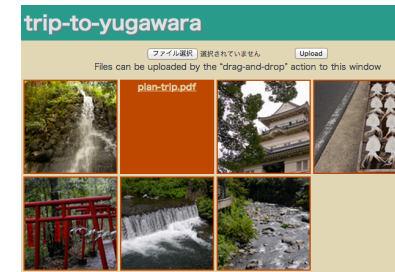 trip-to-yugawara
ファイル選択 選択されていません Upload
Files can be uploaded by the "drag-and-drop" action to this window
plan-trip.pdf